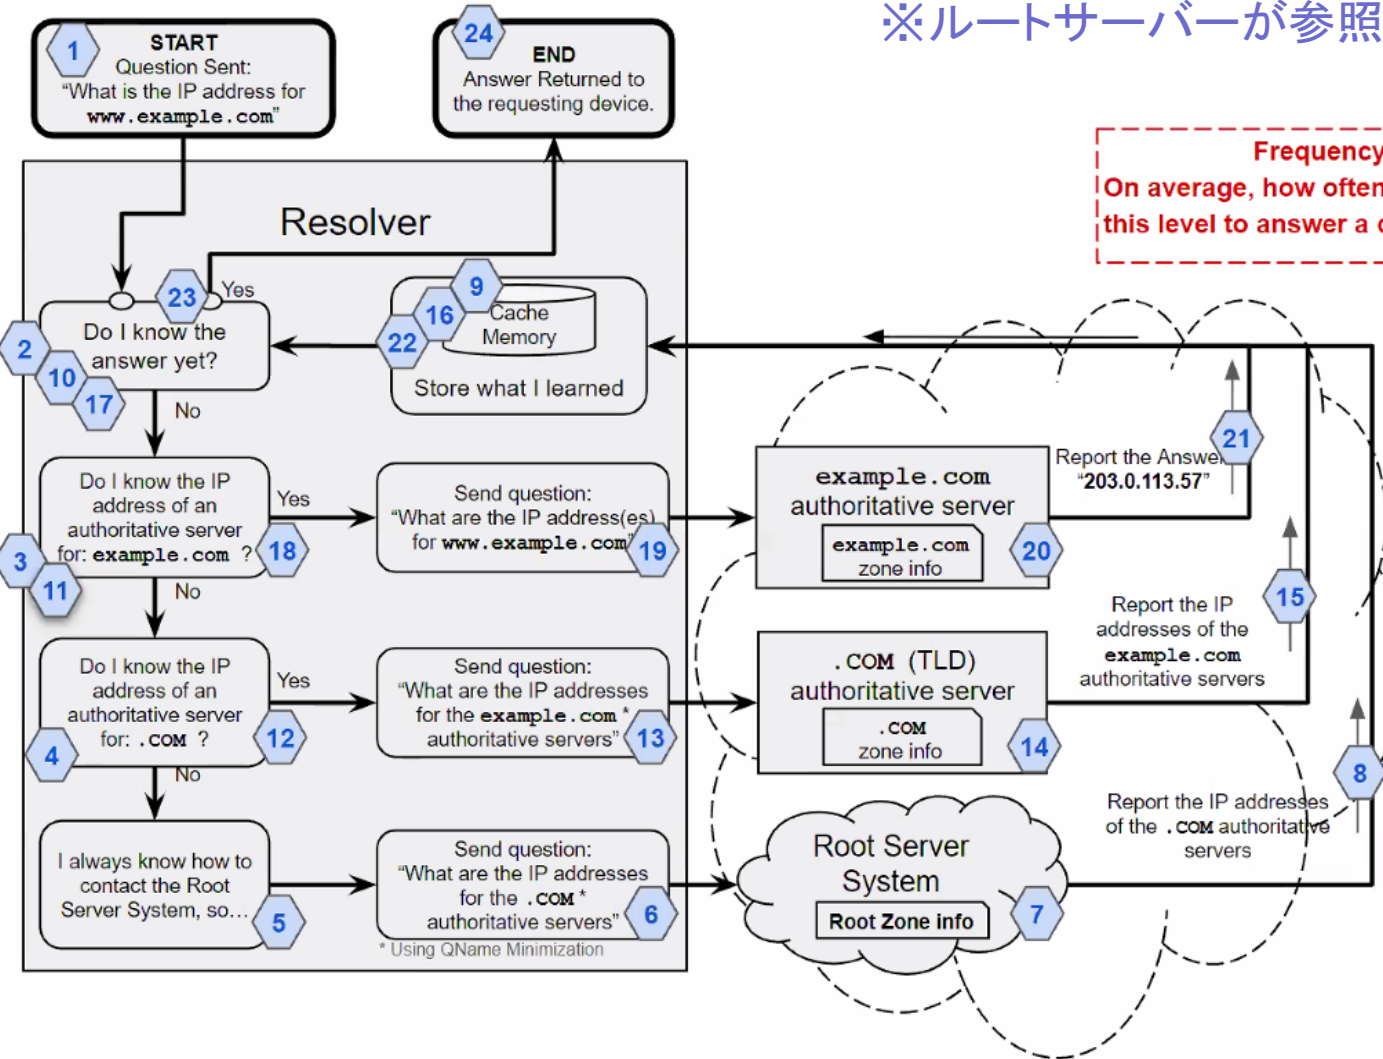 ※ルートサーバーが参照
1
START
Question Sent:
“What is the IP address for
www.example.com”
24
END
Answer Returned to
the requesting device.
Frequency
On average, how often
this level to answer a
Resolver
23
Yes
2
10
17
Do I know the
answer yet?
No
9
16
22
Cache
Memory
Store what I learned
Do I know the IP
address of an
authoritative server
for: example.com ?
3
11
18
Yes
No
Send question:
“What are the IP address(es)
for www.example.com”
19
example.com
authoritative server
example.com
zone info
20
Report the Answer
“203.0.113.57”
21
Do I know the IP
address of an
authoritative server
for: .COM ?
4
12
Yes
No
Send question:
“What are the IP addresses
for the example.com *
authoritative servers”
13
.COM (TLD)
authoritative server
.COM
zone info
14
Report the IP
addresses of the
example.com
authoritative servers
15
I always know how to
contact the Root
Server System, so...
5
Send question:
“What are the IP addresses
for the .COM *
authoritative servers”
6
* Using QName Minimization
Root Server
System
Root Zone info
7
Report the IP addresses
of the .COM authoritative
servers
8